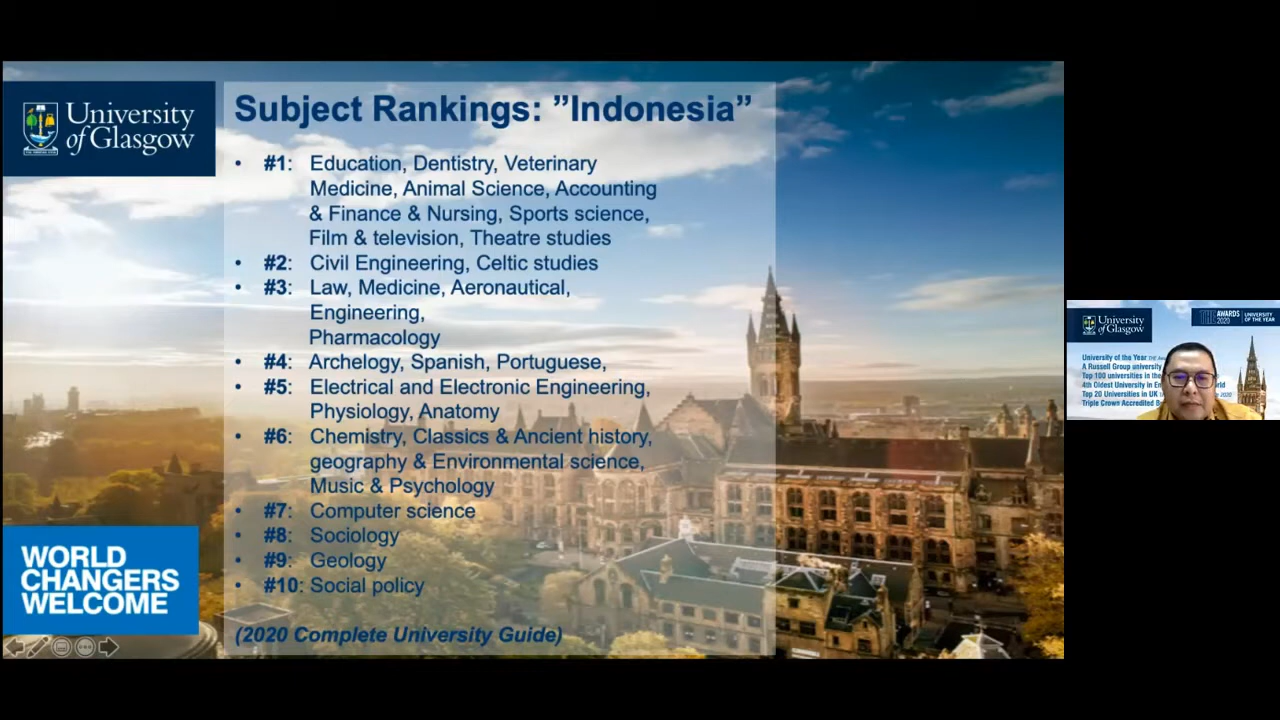 University
of Glasgow
Subject Rankings: ”Indonesia”
• #1: Education, Dentistry, Veterinary
Medicine, Animal Science, Accounting
& Finance & Nursing, Sports science,
Film & television, Theatre studies
• #2: Civil Engineering, Celtic studies
• #3: Law, Medicine, Aeronautical,
Engineering,
Pharmacology
• #4: Archelogy, Spanish, Portuguese,
• #5: Electrical and Electronic Engineering,
Physiology, Anatomy
• #6: Chemistry, Classics & Ancient history,
geography & Environmental science,
Music & Psychology
• #7: Computer science
• #8: Sociology
• #9: Geology
• #10: Social policy
(2020 Complete University Guide)
WORLD
CHANGERS
WELCOME
University
of Glasgow
THE AWARDS
2020
UNIVERSITY
OF THE YEAR
University of the Year THE
A Russell Group university
Top 100 universities in the
4th Oldest University in
Top 20 Universities in UK 2020
Triple Crown Accredited